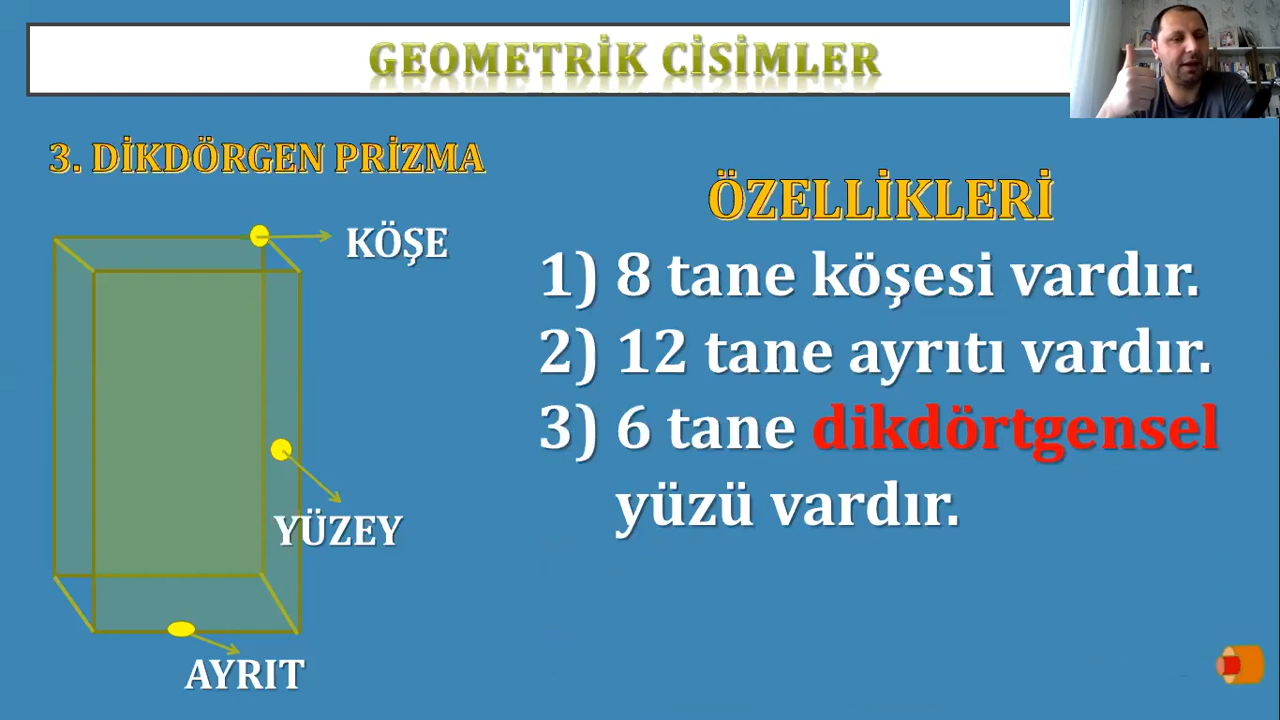 GEOMETRİK CİSİMLER
3. DİKDÖRGEN PRİZMA
KÖŞE
YÜZEY
AYRIT
ÖZELLİKLERİ
1) 8 tane köşesi vardır.
2) 12 tane ayrıtı vardır.
3) 6 tane dikdörtgensel
yüzü vardır.